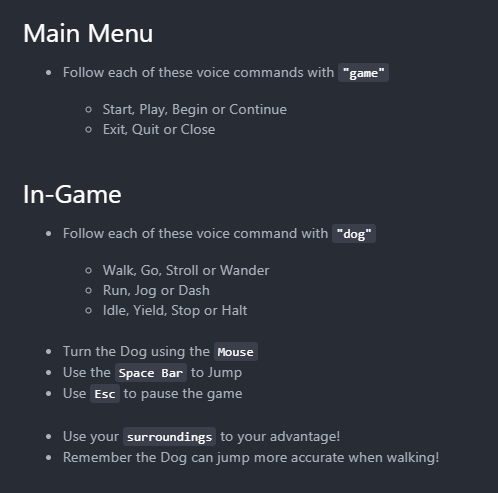 Main Menu
Follow each of these voice commands with "game"
Start, Play, Begin or Continue
Exit, Quit or Close
In-Game
Follow each of these voice command with "dog"
Walk, Go, Stroll or Wander
Run, Jog or Dash
Idle, Yield, Stop or Halt
Turn the Dog using the Mouse
Use the Space Bar to Jump
Use Esc to pause the game
Use your surroundings to your advantage!
Remember the Dog can jump more accurate when walking!